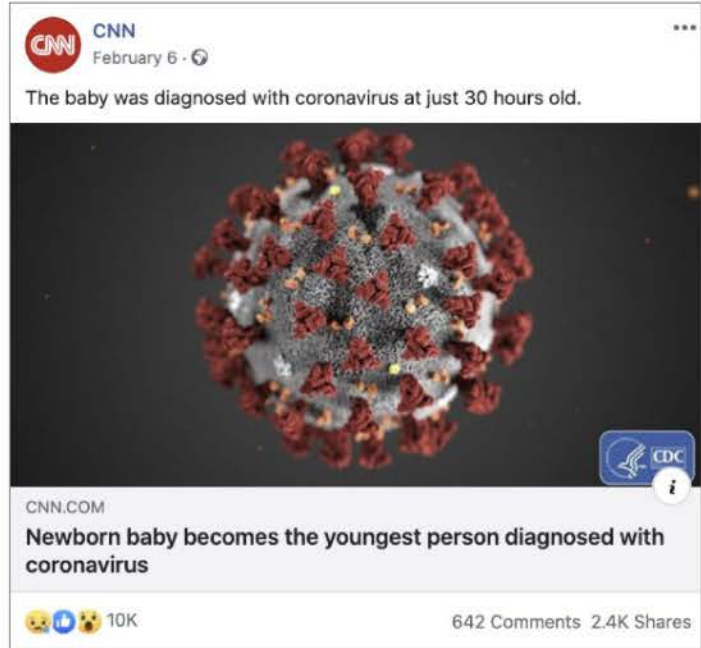 CNN
CNN
February 6 ·
The baby was diagnosed with coronavirus at just 30 hours old.
CDC
i
CNN.COM
Newborn baby becomes the youngest person diagnosed with
coronavirus
10K
642 Comments 2.4K Shares